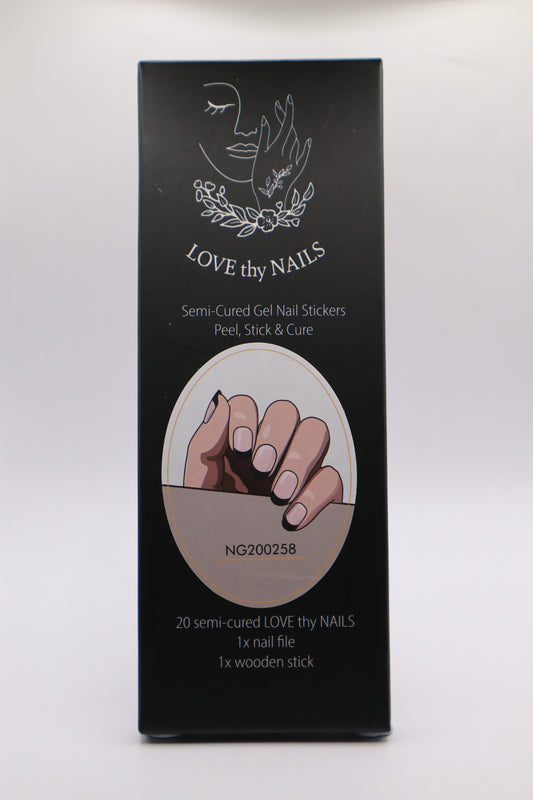 LOVE thy NAILS
Semi-Cured Gel Nail Stickers
Peel, Stick & Cure
NG200258
20 semi-cured LOVE thy NAILS
1x nail file
1x wooden stick